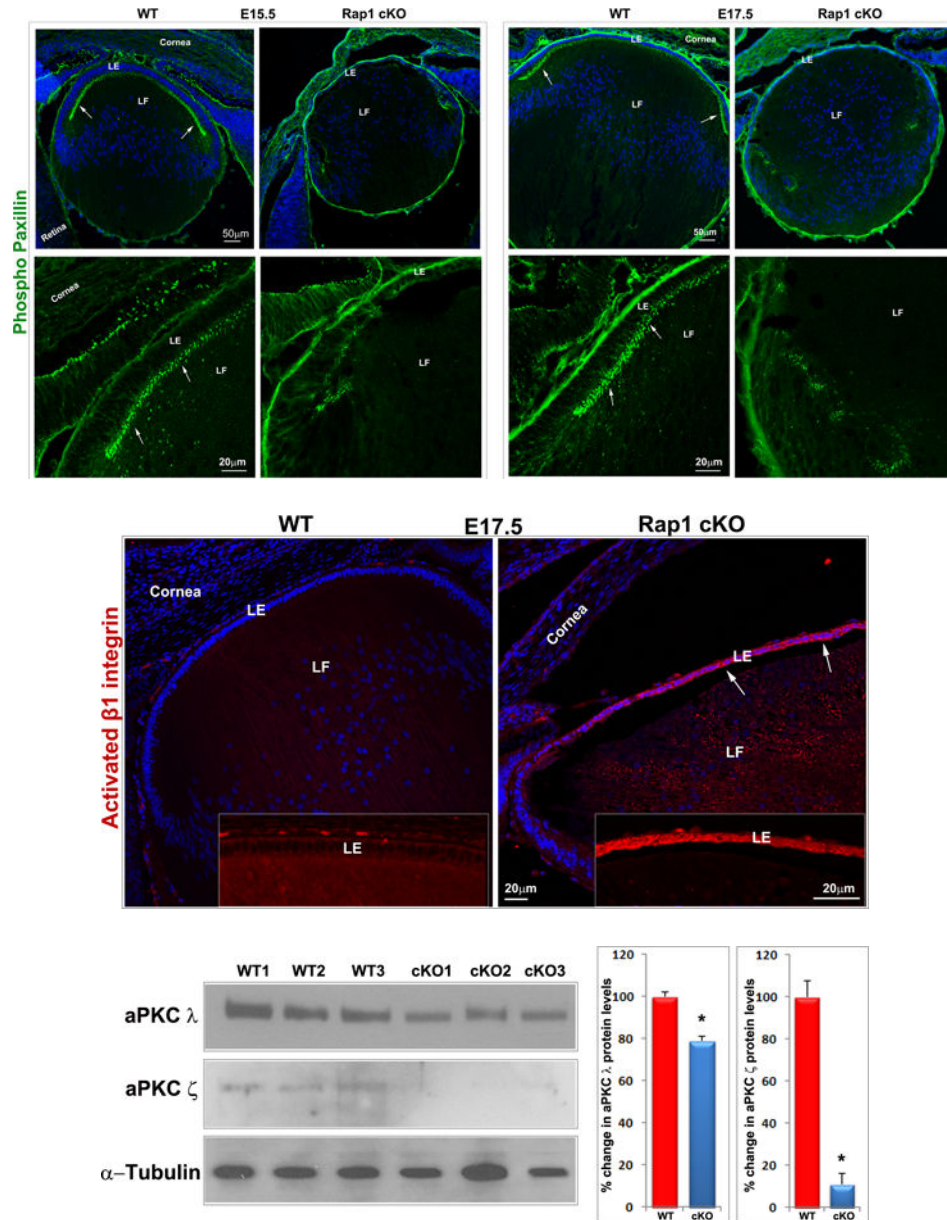 WT E15.5 Rap1 cKO
WT E17.5 Rap1 cKO
Phospho Paxillin
Cornea
LE
LF
Retina
50μm
LE
LF
LE
Cornea
LF
50μm
LE
LF
Cornea
LE
LF
20μm
LE
LF
LE
LF
20μm
LF
WT E17.5 Rap1 cKO
Activated β1 integrin
Cornea
LE
LF
LE
Cornea
LE
LF
LE
20μm
20μm
WT1 WT2 WT3 cKO1 cKO2 cKO3
aPKC λ
aPKC ζ
α–Tubulin
% change in aPKC λ protein levels
120
100
80
60
40
20
0
*
WT cKO
% change in aPKC ζ protein levels
120
100
80
60
40
20
0
*
WT cKO